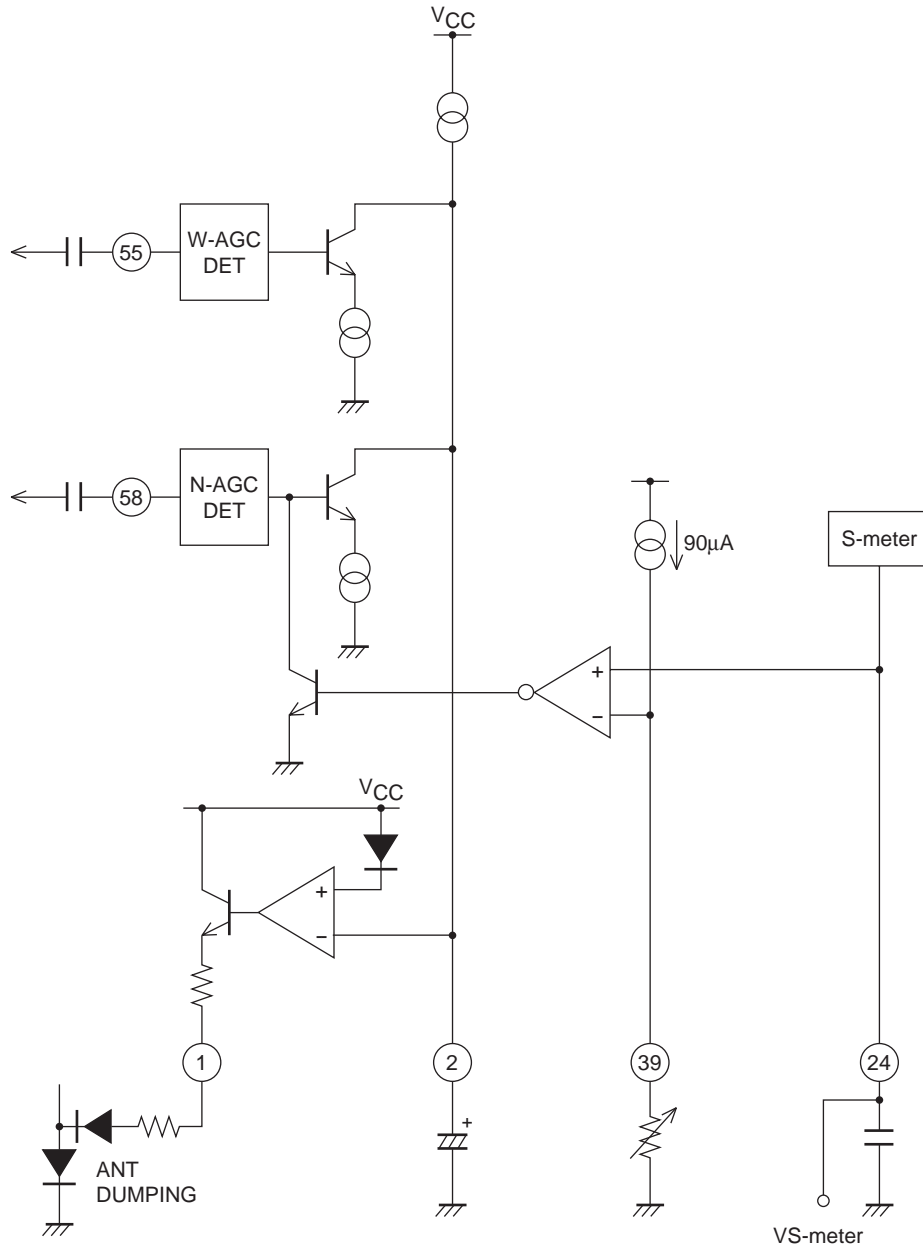 VCC
55
W-AGC
DET
58
N-AGC
DET
90μA
S-meter
+
−
VCC
+
−
1
2
39
24
+
ANT
DUMPING
VS-meter